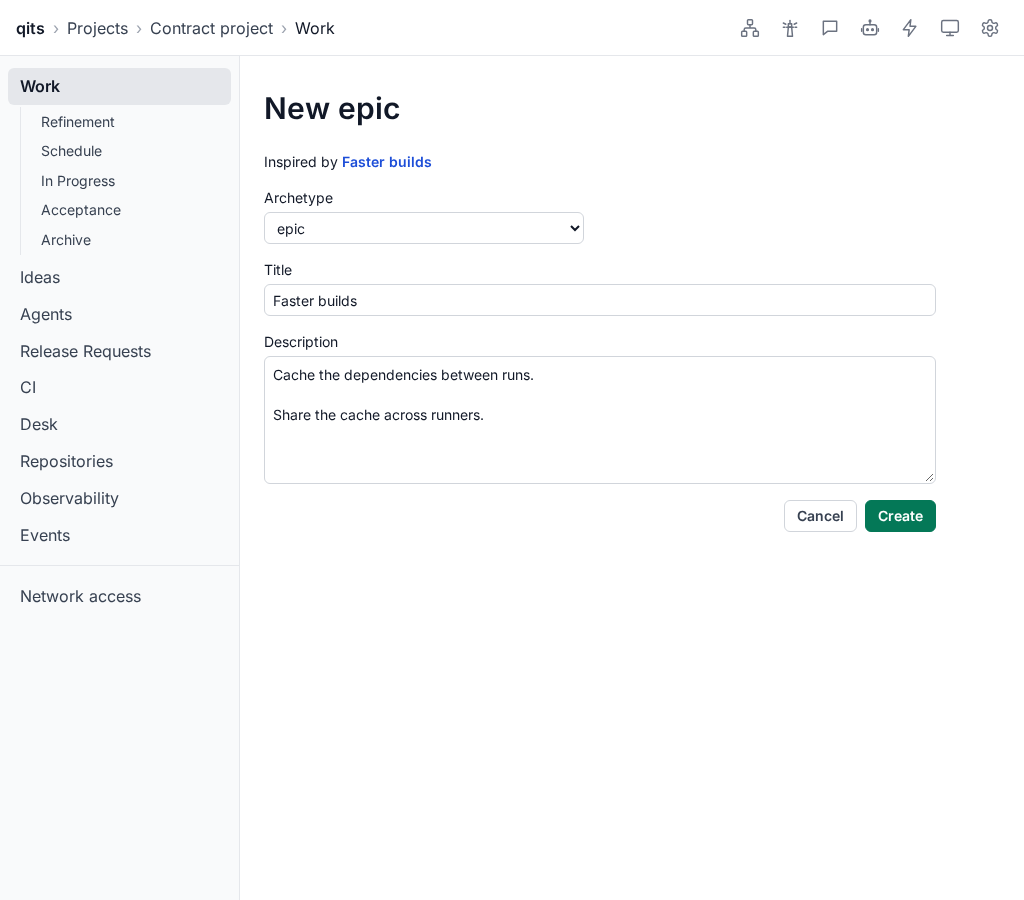 qits › Projects › Contract project › Work
Work
Refinement
Schedule
In Progress
Acceptance
Archive
Ideas
Agents
Release Requests
CI
Desk
Repositories
Observability
Events
Network access
New epic
Inspired by Faster builds
Archetype
epic
Title
Faster builds
Description
Cache the dependencies between runs.
Share the cache across runners.
Cancel
Create